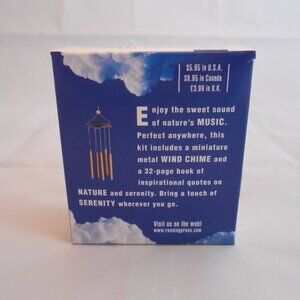 $5.95 in U.S.A.
$8.95 in Canada
£3.99 in U.K.
Enjoy the sweet sound
of nature's MUSIC.
Perfect anywhere, this
kit includes a miniature
metal WIND CHIME and
a 32-page book of
inspirational quotes on
NATURE and serenity. Bring a touch of
SERENITY wherever you go.
Visit us on the web!
www.runningpress.com